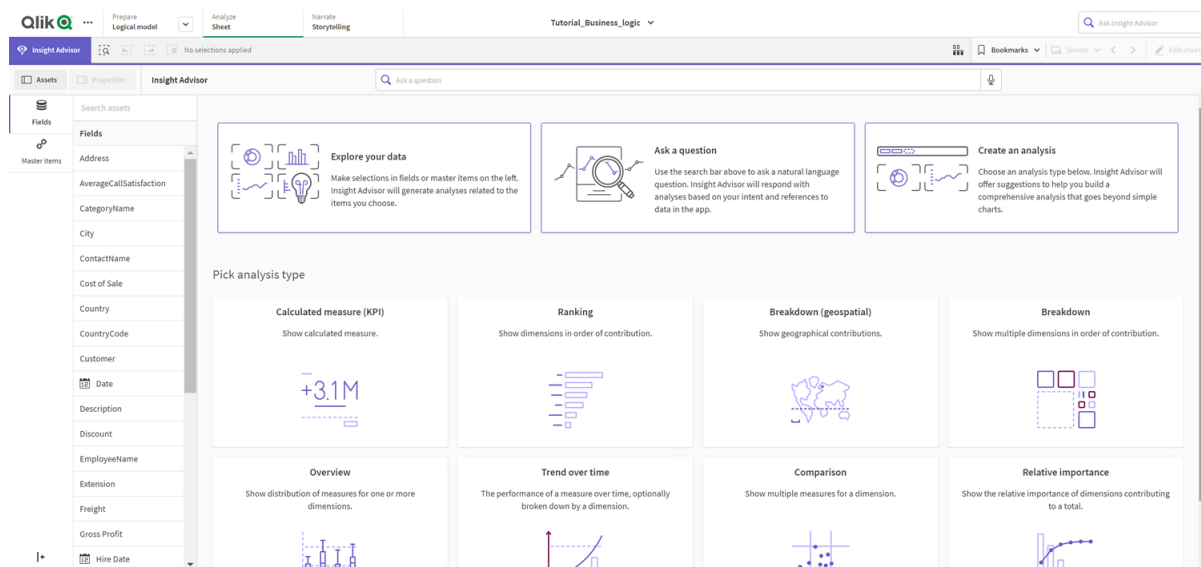 Qlik
Prepare
Logical model
Analyze
Sheet
Narrate
Storytelling
Tutorial_Business_logic
Ask Insight Advisor
Insight Advisor
No selections applied
Bookmarks
Sheets
Edit sheet
Assets
Properties
Insight Advisor
Ask a question
Fields
Master items
Search assets
Fields
Address
AverageCallSatisfaction
CategoryName
City
ContactName
Cost of Sale
Country
CountryCode
Customer
Date
Description
Discount
EmployeeName
Extension
Freight
Gross Profit
Hire Date
Explore your data
Make selections in fields or master items on the left.
Insight Advisor will generate analyses related to the
items you choose.
Ask a question
Use the search bar above to ask a natural language
question. Insight Advisor will respond with
analyses based on your intent and references to
data in the app.
Create an analysis
Choose an analysis type below. Insight Advisor will
offer suggestions to help you build a
comprehensive analysis that goes beyond simple
charts.
Pick analysis type
Calculated measure (KPI)
Show calculated measure.
+3.1M
Ranking
Show dimensions in order of contribution.
Breakdown (geospatial)
Show geographical contributions.
Breakdown
Show multiple dimensions in order of contribution.
Overview
Show distribution of measures for one or more
dimensions.
Trend over time
The performance of a measure over time, optionally
broken down by a dimension.
Comparison
Show multiple measures for a dimension.
Relative importance
Show the relative importance of dimensions contributing
to a total.